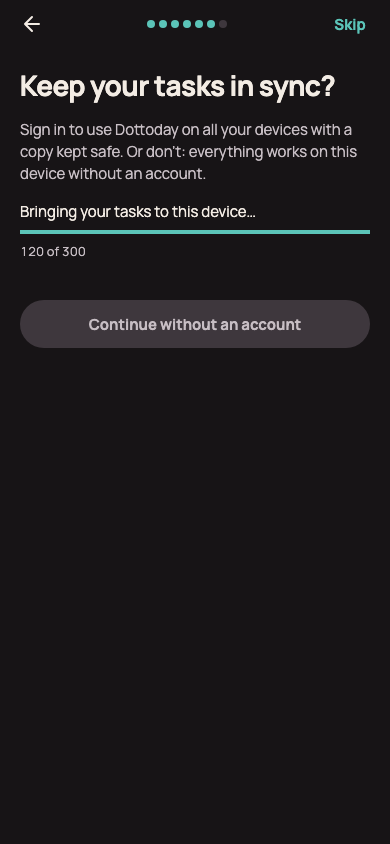 Skip
Keep your tasks in sync?
Sign in to use Dottoday on all your devices with a
copy kept safe. Or don't: everything works on this
device without an account.
Bringing your tasks to this device…
120 of 300
Continue without an account